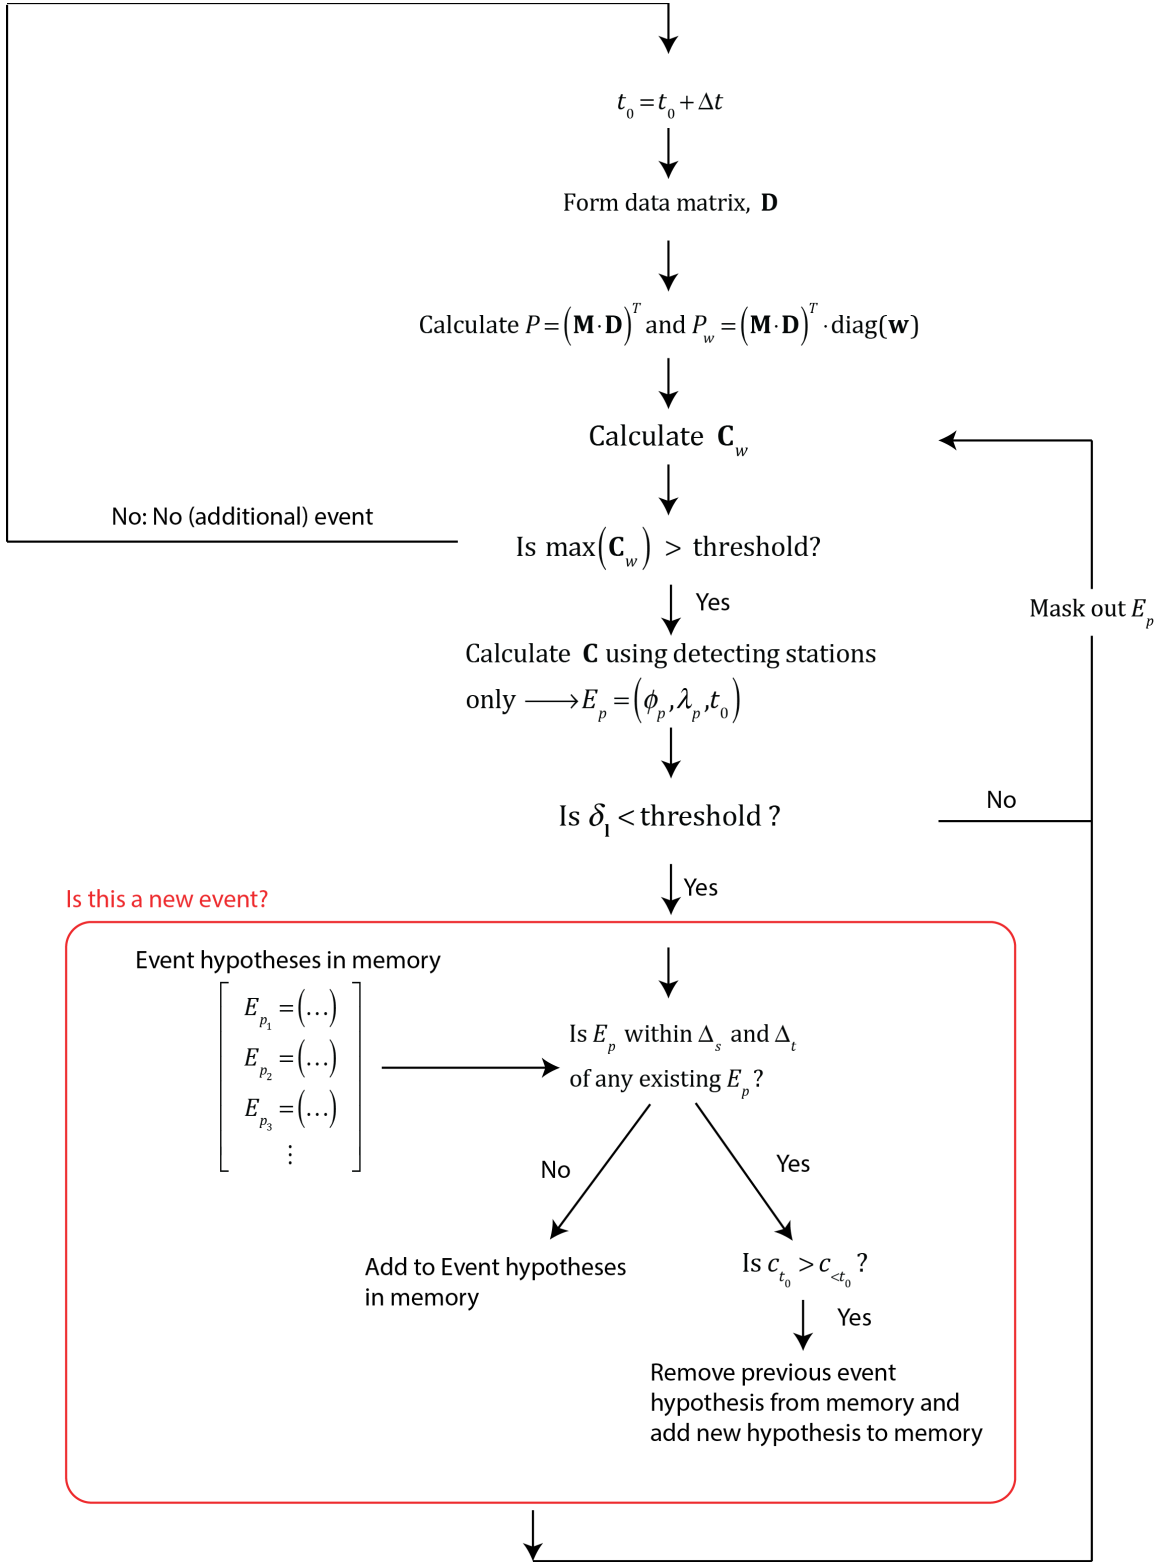 t₀ = t₀ + Δt
Form data matrix, D
Calculate P = (M·D)ᵀ and P_w = (M·D)ᵀ · diag(w)
Calculate C_w
No: No (additional) event
Is max(C_w) > threshold?
Yes
Mask out E_p
Calculate C using detecting stations
only ⟶ E_p = (ϕ_p, λ_p, t₀)
Is δ_l < threshold ?
No
Yes
Is this a new event?
Event hypotheses in memory
E_p₁ = (…)
E_p₂ = (…)
E_p₃ = (…)
⋮
Is E_p within Δ_s and Δ_t
of any existing E_p ?
No
Yes
Add to Event hypotheses
in memory
Is c_t₀ > c_<t₀ ?
Yes
Remove previous event
hypothesis from memory and
add new hypothesis to memory